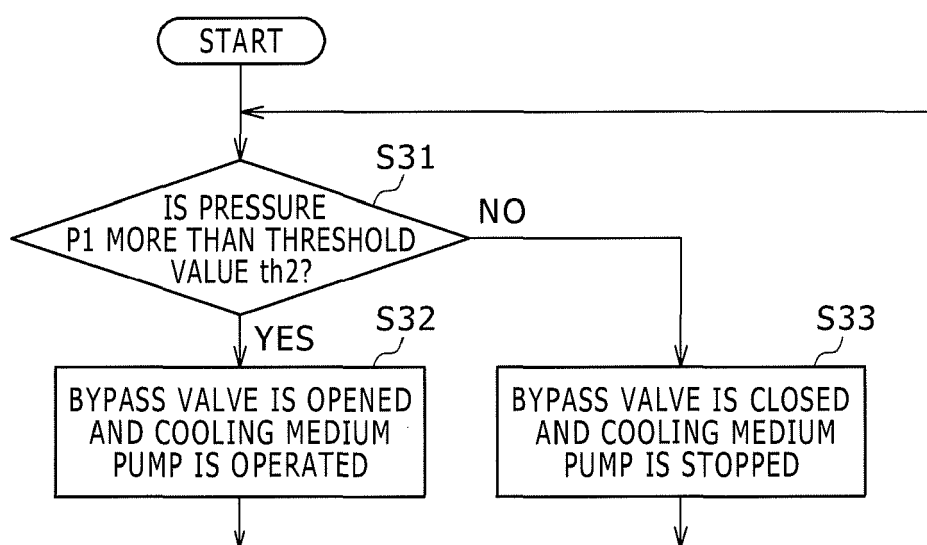 START
S31
IS PRESSURE
P1 MORE THAN THRESHOLD
VALUE th2?
NO
YES
S32
BYPASS VALVE IS OPENED
AND COOLING MEDIUM
PUMP IS OPERATED
S33
BYPASS VALVE IS CLOSED
AND COOLING MEDIUM
PUMP IS STOPPED